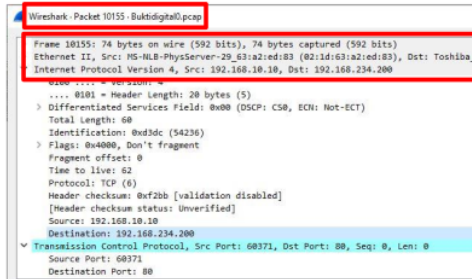 Wireshark · Packet 10155 · Buktidigital0.pcap
Frame 10155: 74 bytes on wire (592 bits), 74 bytes captured (592 bits)
Ethernet II, Src: MS-NLB-PhysServer-29_63:a2:ed:83 (02:1d:63:a2:ed:83), Dst: Toshiba_
Internet Protocol Version 4, Src: 192.168.10.10, Dst: 192.168.234.200
0100 .... = Version: 4
.... 0101 = Header Length: 20 bytes (5)
Differentiated Services Field: 0x00 (DSCP: CS0, ECN: Not-ECT)
Total Length: 60
Identification: 0xd3dc (54236)
Flags: 0x4000, Don't fragment
Fragment offset: 0
Time to live: 62
Protocol: TCP (6)
Header checksum: 0xf2bb [validation disabled]
[Header checksum status: Unverified]
Source: 192.168.10.10
Destination: 192.168.234.200
Transmission Control Protocol, Src Port: 60371, Dst Port: 80, Seq: 0, Len: 0
Source Port: 60371
Destination Port: 80